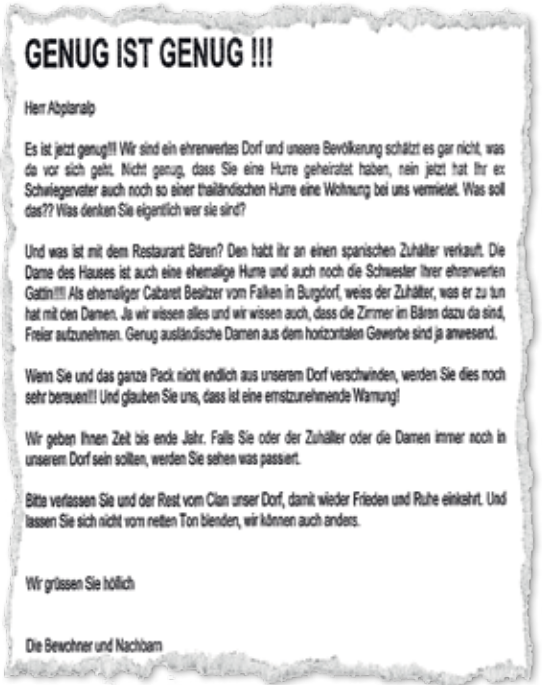 GENUG IST GENUG !!!
Herr Abplanalp
Es ist jetzt genug!!! Wir sind ein ehrenwertes Dorf und unsere Bevölkerung schätzt es gar nicht, was
da vor sich geht. Nicht genug, dass Sie eine Hurre geheiratet haben, nein jetzt hat Ihr ex
Schwiegervater auch noch so einer thailändischen Hurre eine Wohnung bei uns vermietet. Was soll
das?? Was denken Sie eigentlich wer sie sind?
Und was ist mit dem Restaurant Bären? Den habt ihr an einen spanischen Zuhälter verkauft. Die
Dame des Hauses ist auch eine ehemalige Hurre und auch noch die Schwester Ihrer ehrenwerten
Gattin!!!! Als ehemaliger Cabaret Besitzer vom Falken in Burgdorf, weiss der Zuhälter, was er zu tun
hat mit den Damen. Ja wir wissen alles und wir wissen auch, dass die Zimmer im Bären dazu da sind,
Freier aufzunehmen. Genug ausländische Damen aus dem horizontalen Gewerbe sind ja anwesend.
Wenn Sie und das ganze Pack nicht endlich aus unserem Dorf verschwinden, werden Sie dies noch
sehr bereuen!!! Und glauben Sie uns, dass ist eine ernstzunehmende Warnung!
Wir geben Ihnen Zeit bis ende Jahr. Falls Sie oder der Zuhälter oder die Damen immer noch in
unserem Dorf sein sollten, werden Sie sehen was passiert.
Bitte verlassen Sie und der Rest vom Clan unser Dorf, damit wieder Frieden und Ruhe einkehrt. Und
lassen Sie sich nicht vom netten Ton blenden, wir können auch anders.
Wir grüssen Sie höflich
Die Bewohner und Nachbarn